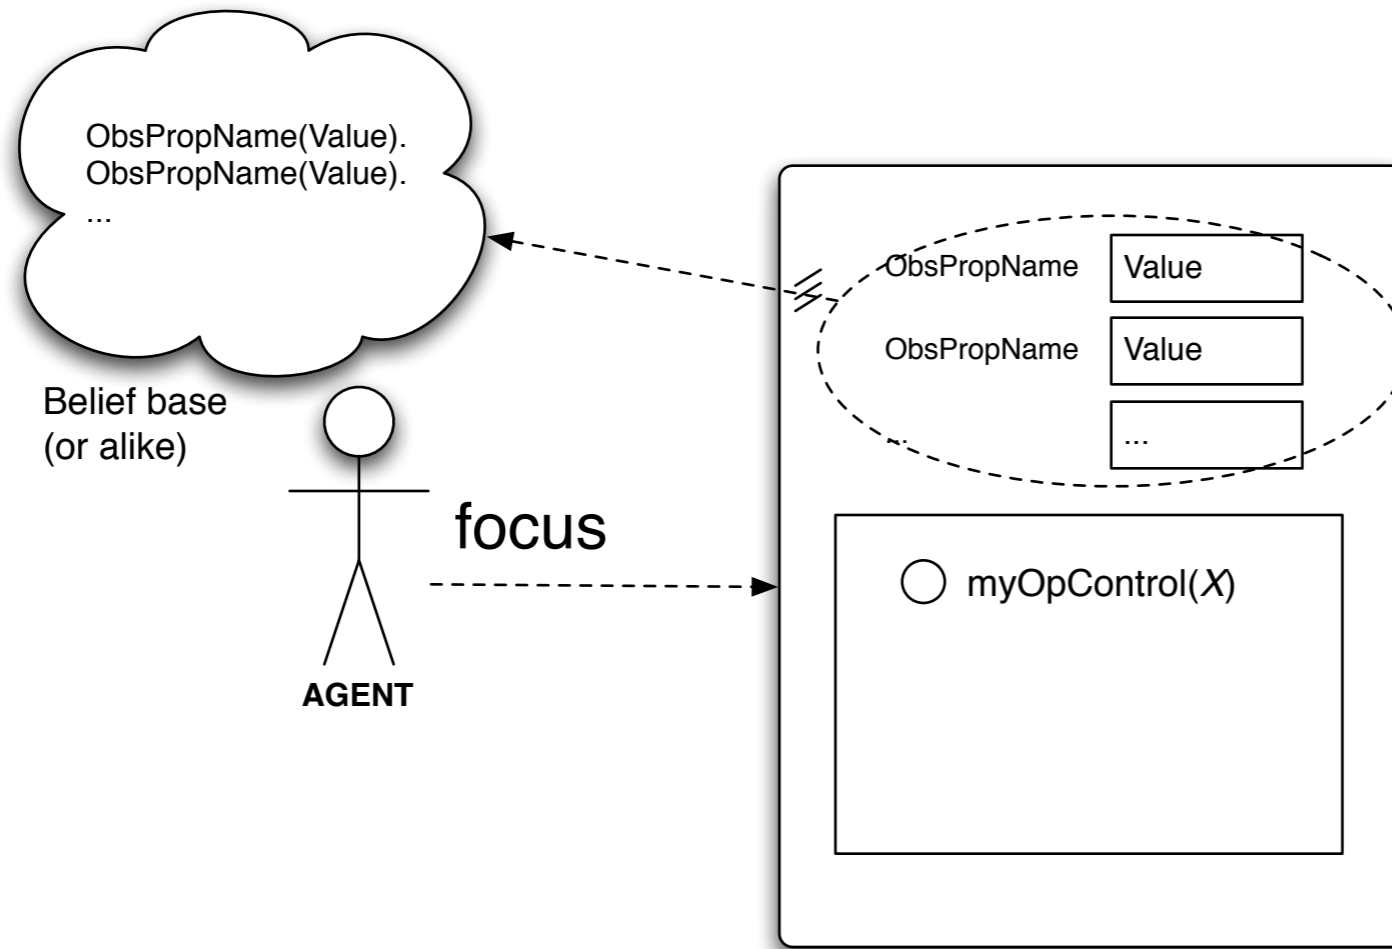 ObsPropName(Value).
ObsPropName(Value).
...
Belief base
(or alike)
AGENT
focus
ObsPropName Value
ObsPropName Value
... ...
myOpControl(X)